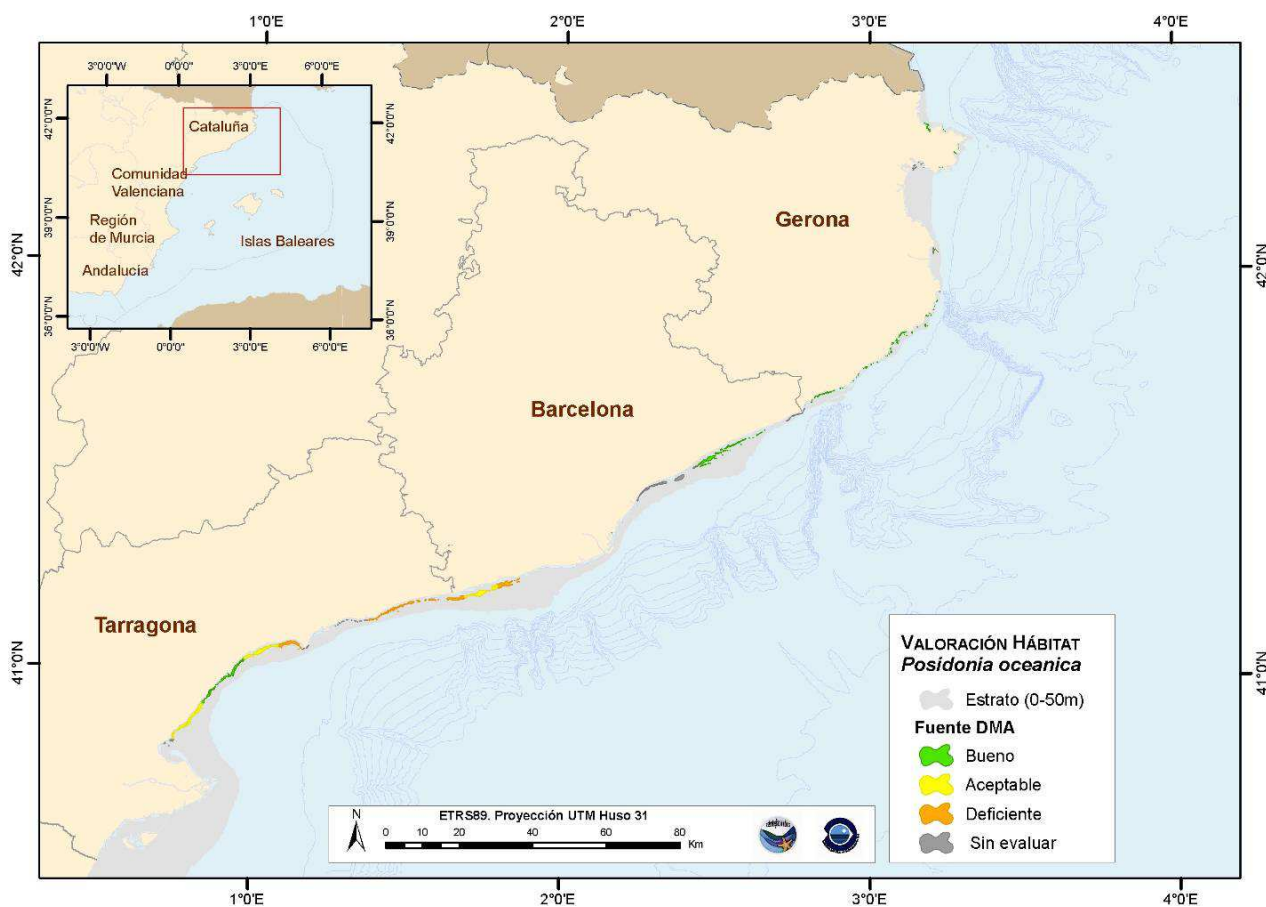 1°0'E
2°0'E
3°0'E
4°0'E
3°0'0"W
0°0'0"
3°0'0"E
6°0'0"E
42°0'0"N
42°0'0"N
39°0'0"N
39°0'0"N
36°0'0"N
36°0'0"N
Cataluña
Comunidad
Valenciana
Región
de Murcia
Islas Baleares
Andalucía
3°0'0"W
0°0'0"
3°0'0"E
6°0'0"E
42°0'N
42°0'N
Gerona
Barcelona
Tarragona
41°0'N
41°0'N
VALORACIÓN HÁBITAT
Posidonia oceanica
Estrato (0-50m)
Fuente DMA
Bueno
Aceptable
Deficiente
Sin evaluar
N
ETRS89. Proyección UTM Huso 31
0 10 20 40 60 80
Km
1°0'E
2°0'E
3°0'E
4°0'E